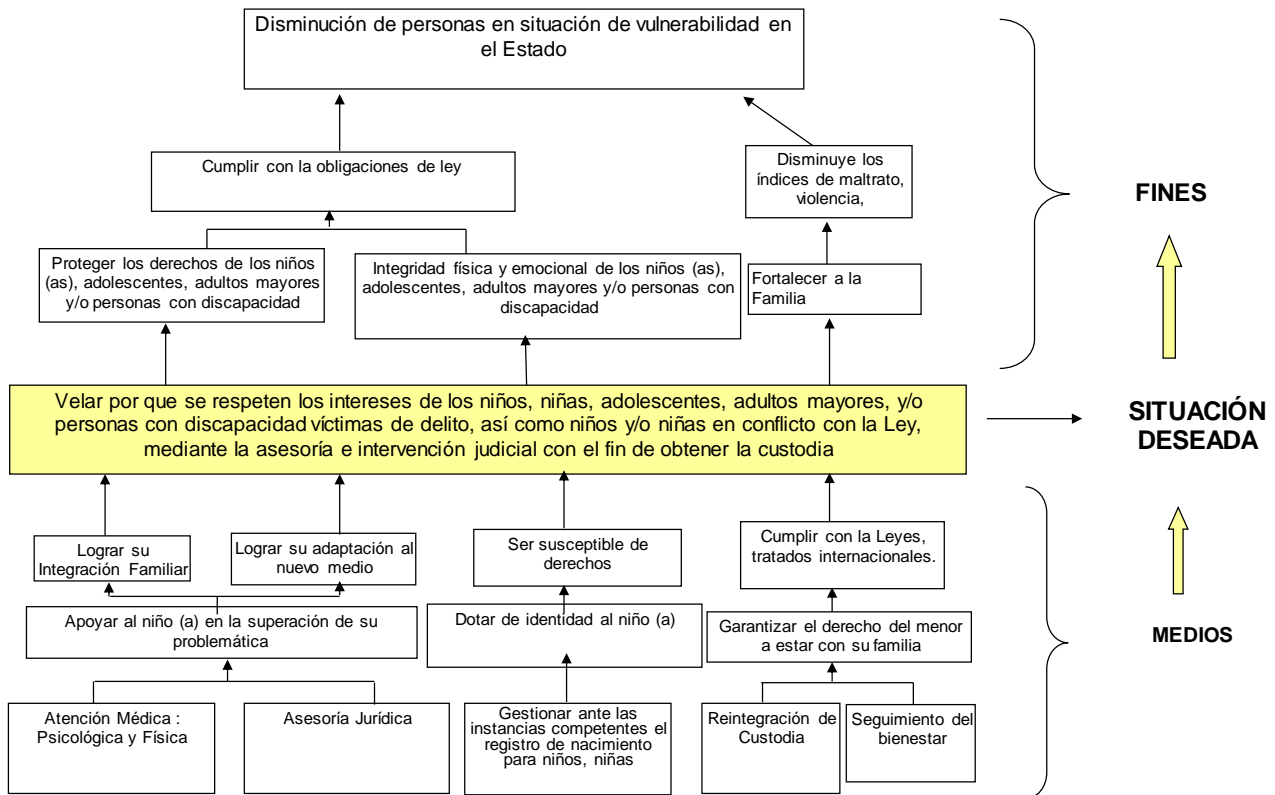 Disminución de personas en situación de vulnerabilidad en
el Estado
Cumplir con la obligaciones de ley
Disminuye los
índices de maltrato,
violencia,
FINES
Proteger los derechos de los niños
(as), adolescentes, adultos mayores
y/o personas con discapacidad
Integridad física y emocional de los niños (as),
adolescentes, adultos mayores y/o personas con
discapacidad
Fortalecer a la
Familia
Velar por que se respeten los intereses de los niños, niñas, adolescentes, adultos mayores, y/o
personas con discapacidad víctimas de delito, así como niños y/o niñas en conflicto con la Ley,
mediante la asesoría e intervención judicial con el fin de obtener la custodia
SITUACIÓN
DESEADA
Lograr su
Integración Familiar
Lograr su adaptación al
nuevo medio
Ser susceptible de
derechos
Cumplir con la Leyes,
tratados internacionales.
Apoyar al niño (a) en la superación de su
problemática
Dotar de identidad al niño (a)
Garantizar el derecho del menor
a estar con su familia
MEDIOS
Atención Médica :
Psicológica y Física
Asesoría Jurídica
Gestionar ante las
instancias competentes el
registro de nacimiento
para niños, niñas
Reintegración de
Custodia
Seguimiento del
bienestar